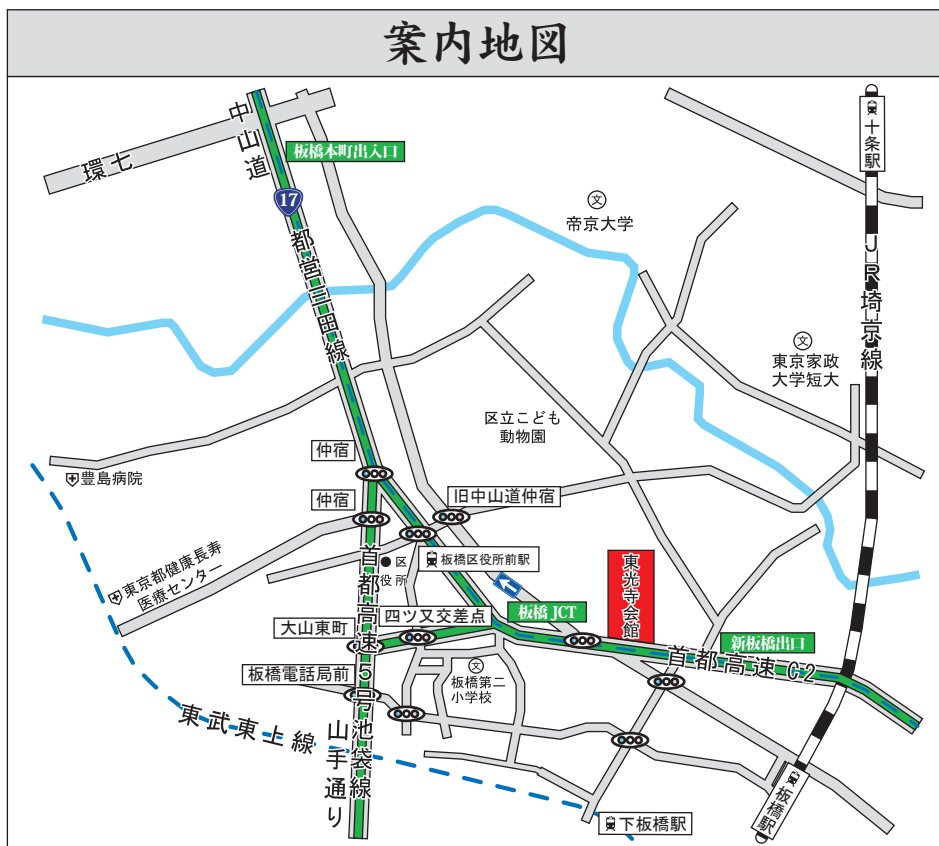 案内地図
中山道
環七
板橋本町出入口
十条駅
17
文
帝京大学
都営三田線
JR埼京線
文
東京家政
大学短大
区立こども
動物園
仲宿
豊島病院
仲宿
旧中山道仲宿
東京都健康長寿
医療センター
区
役所
板橋区役所前駅
首都高速5号池袋線
東光寺会館
大山東町
四ツ又交差点
板橋JCT
新板橋出口
首都高速C2
板橋電話局前
文
板橋第二
小学校
東武東上線
山手通り
下板橋駅
板橋駅